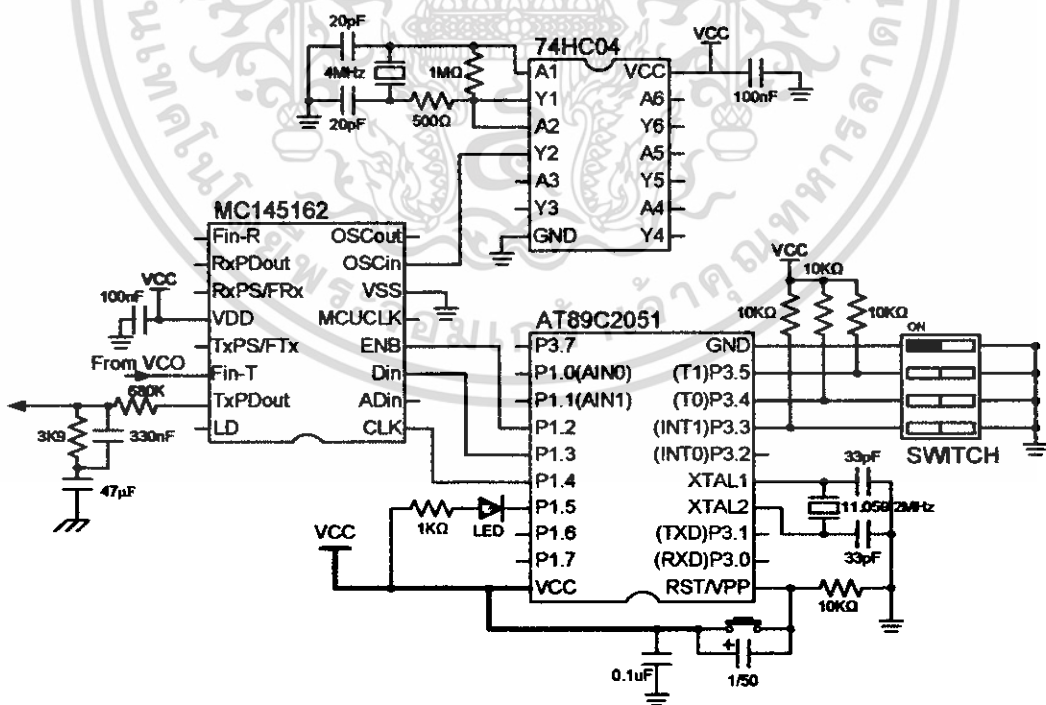 20pF
4MHz
1MΩ
20pF
500Ω
74HC04
A1
Y1
A2
Y2
A3
Y3
GND
VCC
A6
Y6
A5
Y5
A4
Y4
VCC
100nF
MC145162
Fin-R
RxPDout
RxPS/FRx
VDD
TxPS/FTx
Fin-T
TxPDout
LD
OSCout
OSCin
VSS
MCUCLK
ENB
Din
ADin
CLK
VCC
100nF
From VCO
680K
3K9
330nF
47µF
AT89C2051
P3.7
P1.0(AIN0)
P1.1(AIN1)
P1.2
P1.3
P1.4
P1.5
P1.6
P1.7
VCC
GND
(T1)P3.5
(T0)P3.4
(INT1)P3.3
(INT0)P3.2
XTAL1
XTAL2
(TXD)P3.1
(RXD)P3.0
RST/VPP
VCC
10KΩ
10KΩ
10KΩ
ON
SWITCH
33pF
11.0592MHz
33pF
10KΩ
1KΩ
LED
VCC
0.1uF
+
1/50